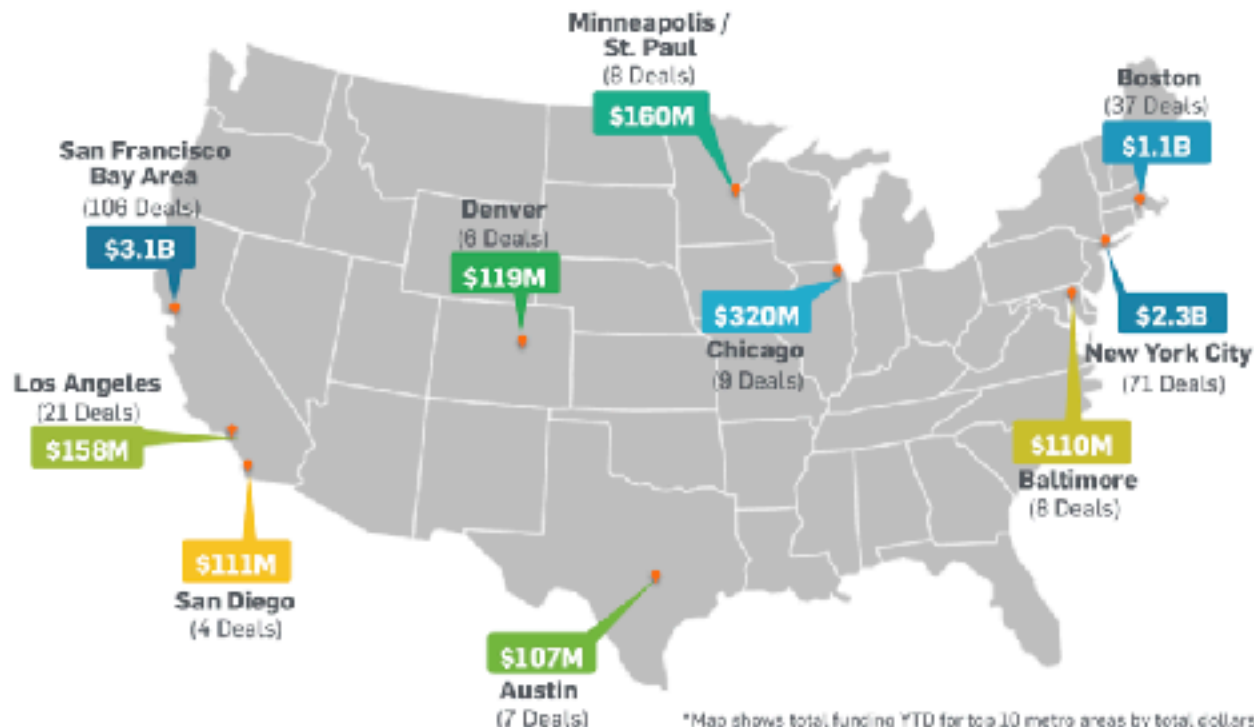 Minneapolis /
St. Paul
(8 Deals)
$160M
Boston
(37 Deals)
$1.1B
San Francisco
Bay Area
(106 Deals)
$3.1B
Denver
(6 Deals)
$119M
$320M
Chicago
(9 Deals)
$2.3B
New York City
(71 Deals)
Los Angeles
(21 Deals)
$158M
$110M
Baltimore
(8 Deals)
$111M
San Diego
(4 Deals)
$107M
Austin
(7 Deals)
*Map shows total funding YTD for top 10 metro areas by total dollars